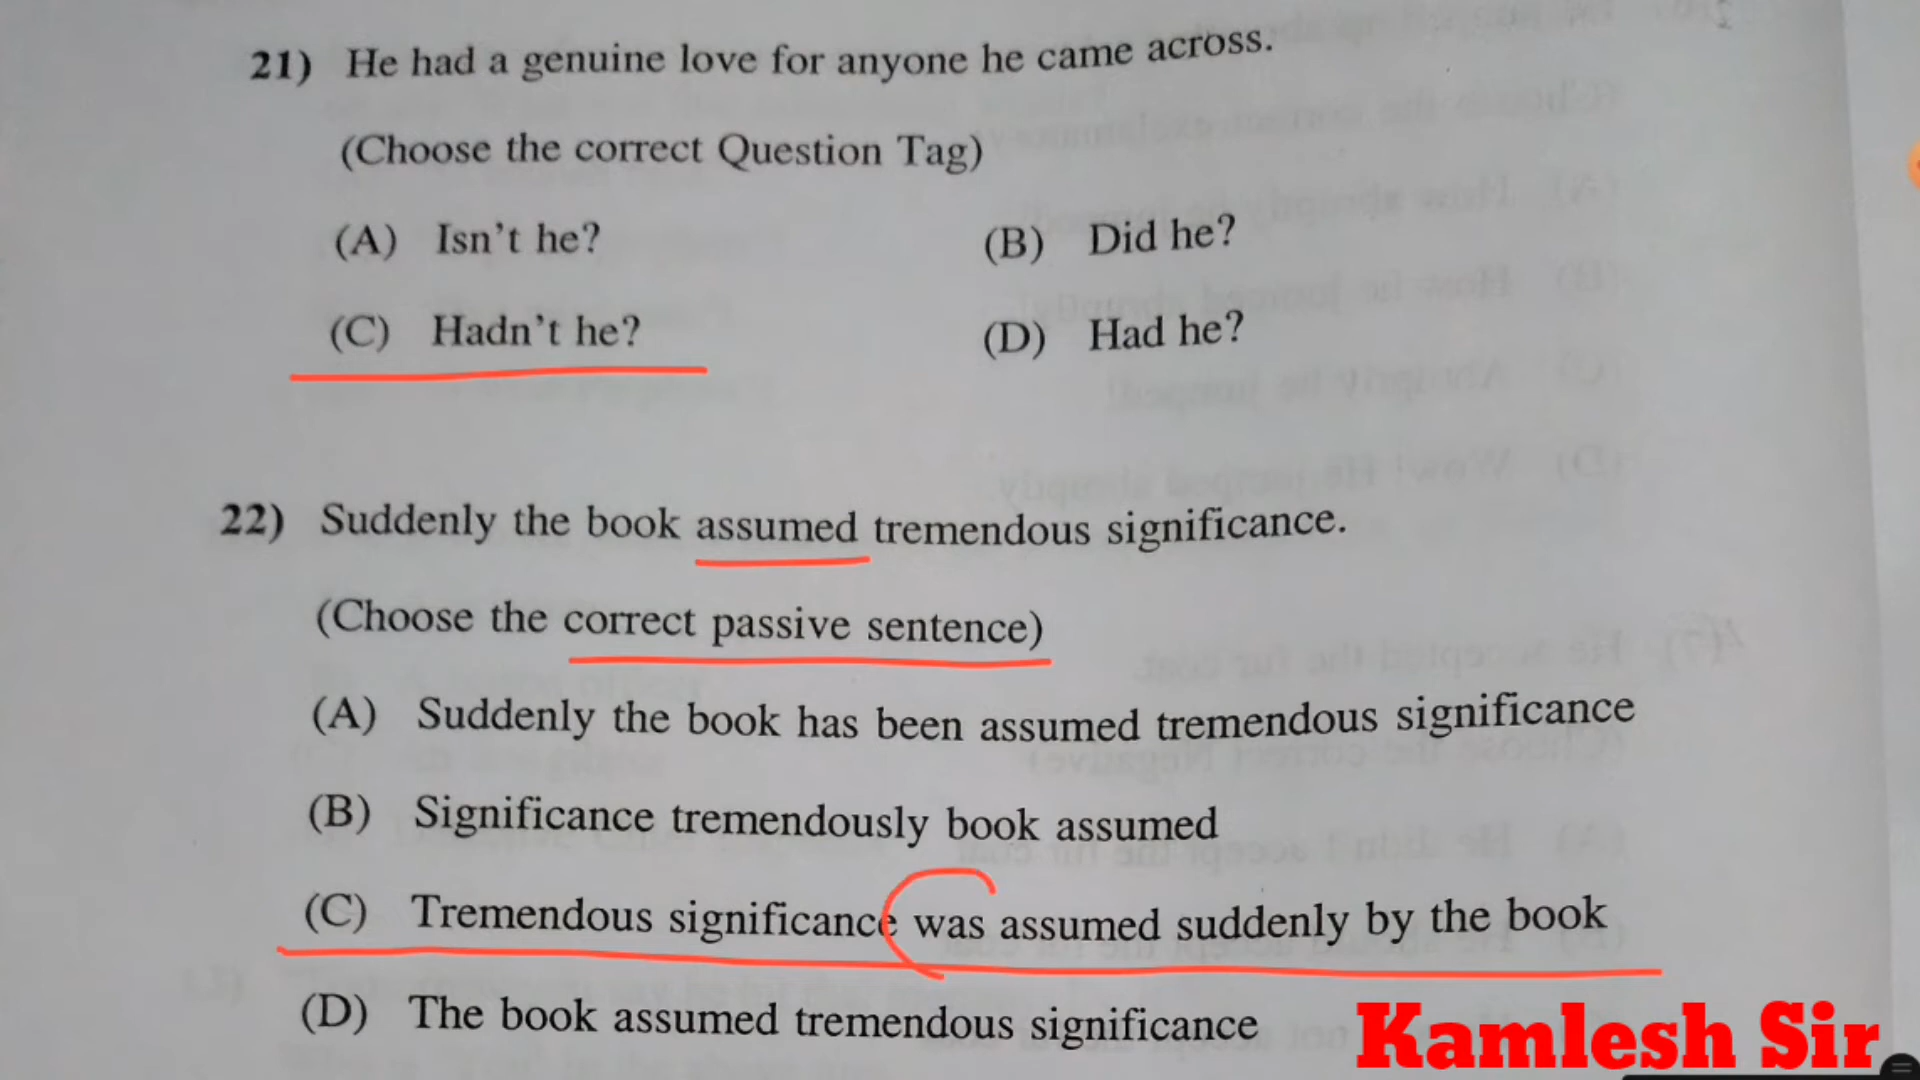 21) He had a genuine love for anyone he came across.
(Choose the correct Question Tag)
(A) Isn't he? (B) Did he?
(C) Hadn't he? (D) Had he?
22) Suddenly the book assumed tremendous significance.
(Choose the correct passive sentence)
(A) Suddenly the book has been assumed tremendous significance
(B) Significance tremendously book assumed
(C) Tremendous significance was assumed suddenly by the book
(D) The book assumed tremendous significance
Kamlesh Sir